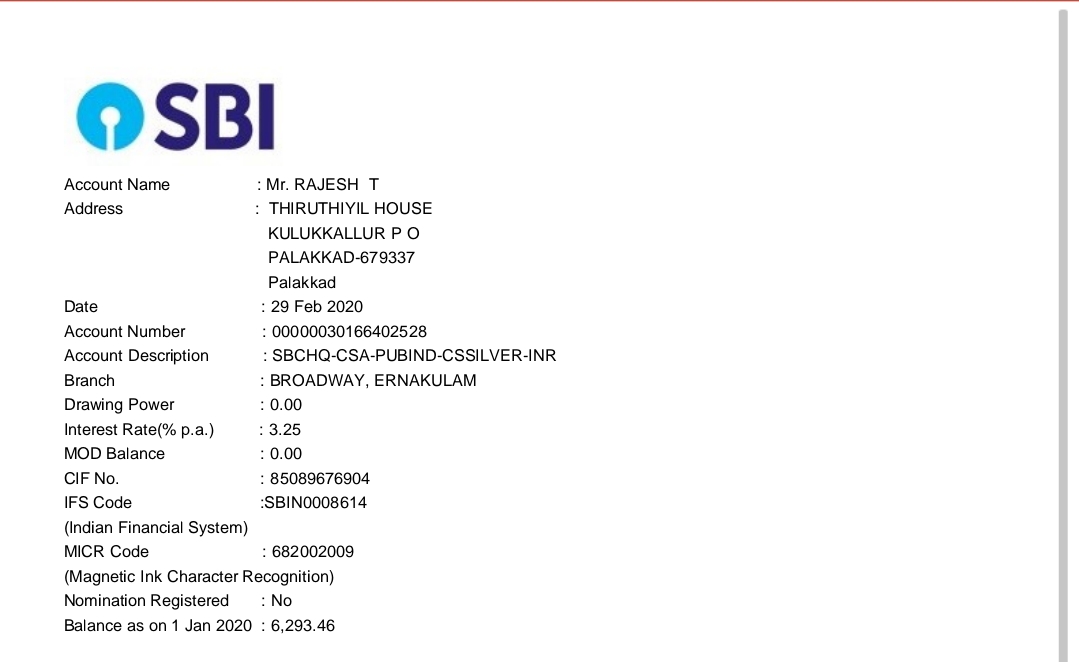 SBI
Account Name : Mr. RAJESH T
Address : THIRUTHIYIL HOUSE
KULUKKALLUR P O
PALAKKAD-679337
Palakkad
Date : 29 Feb 2020
Account Number : 00000030166402528
Account Description : SBCHQ-CSA-PUBIND-CSSILVER-INR
Branch : BROADWAY, ERNAKULAM
Drawing Power : 0.00
Interest Rate(% p.a.) : 3.25
MOD Balance : 0.00
CIF No. : 85089676904
IFS Code :SBIN0008614
(Indian Financial System)
MICR Code : 682002009
(Magnetic Ink Character Recognition)
Nomination Registered : No
Balance as on 1 Jan 2020 : 6,293.46